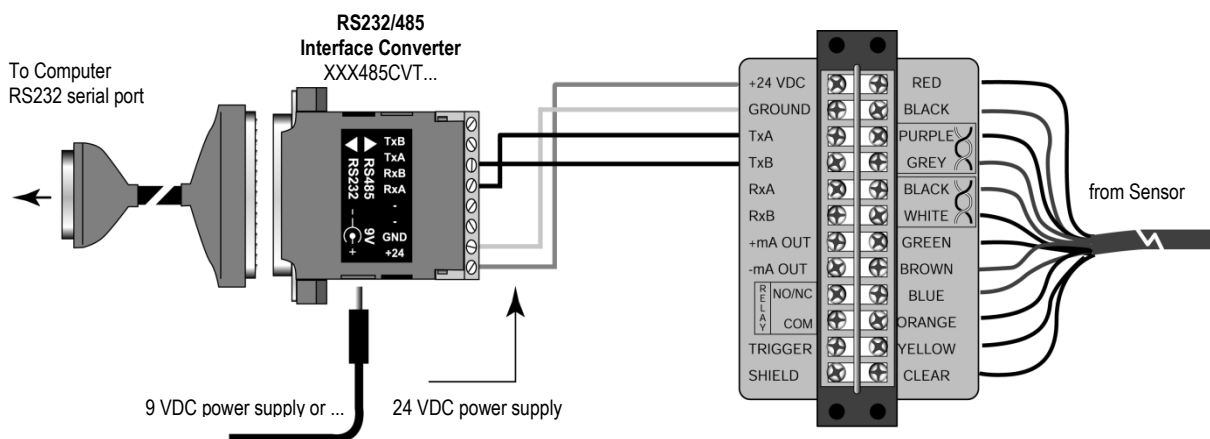 RS232/485
Interface Converter
XXX485CVT...
To Computer
RS232 serial port
TxB
TxA
RxB
RxA
-
-
GND
+24
RS485
RS232
9V
- +
+24 VDC
GROUND
TxA
TxB
RxA
RxB
+mA OUT
-mA OUT
RELAY
NO/NC
COM
TRIGGER
SHIELD
RED
BLACK
PURPLE
GREY
BLACK
WHITE
GREEN
BROWN
BLUE
ORANGE
YELLOW
CLEAR
from Sensor
9 VDC power supply or ...
24 VDC power supply